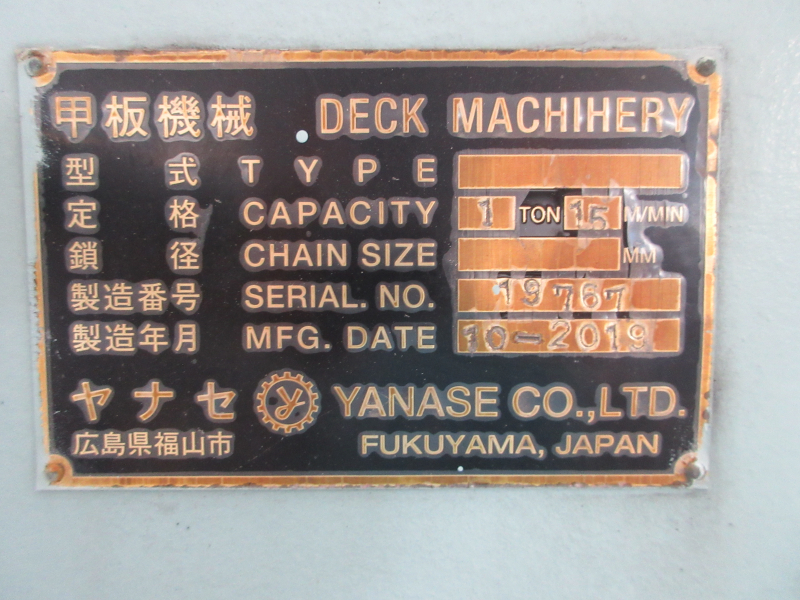 甲板機械 DECK MACHIHERY
型式 TYPE
定格 CAPACITY 1 TON 15 M/MIN
鎖径 CHAIN SIZE MM
製造番号 SERIAL. NO. 19767
製造年月 MFG. DATE 10-2019
ヤナセ y YANASE CO.,LTD.
広島県福山市 FUKUYAMA, JAPAN